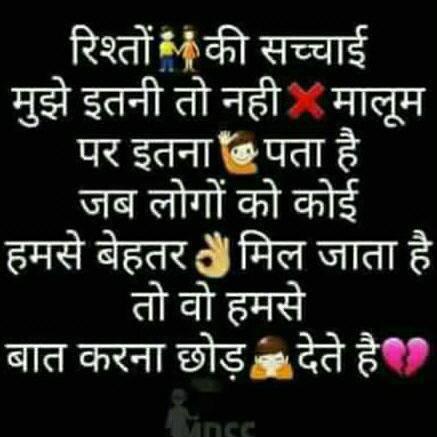 रिश्तों👫की सच्चाई
मुझे इतनी तो नही❌मालूम
पर इतना🙋पता है
जब लोगों को कोई
हमसे बेहतर👌मिल जाता है
तो वो हमसे
बात करना छोड़🙇देते है💔